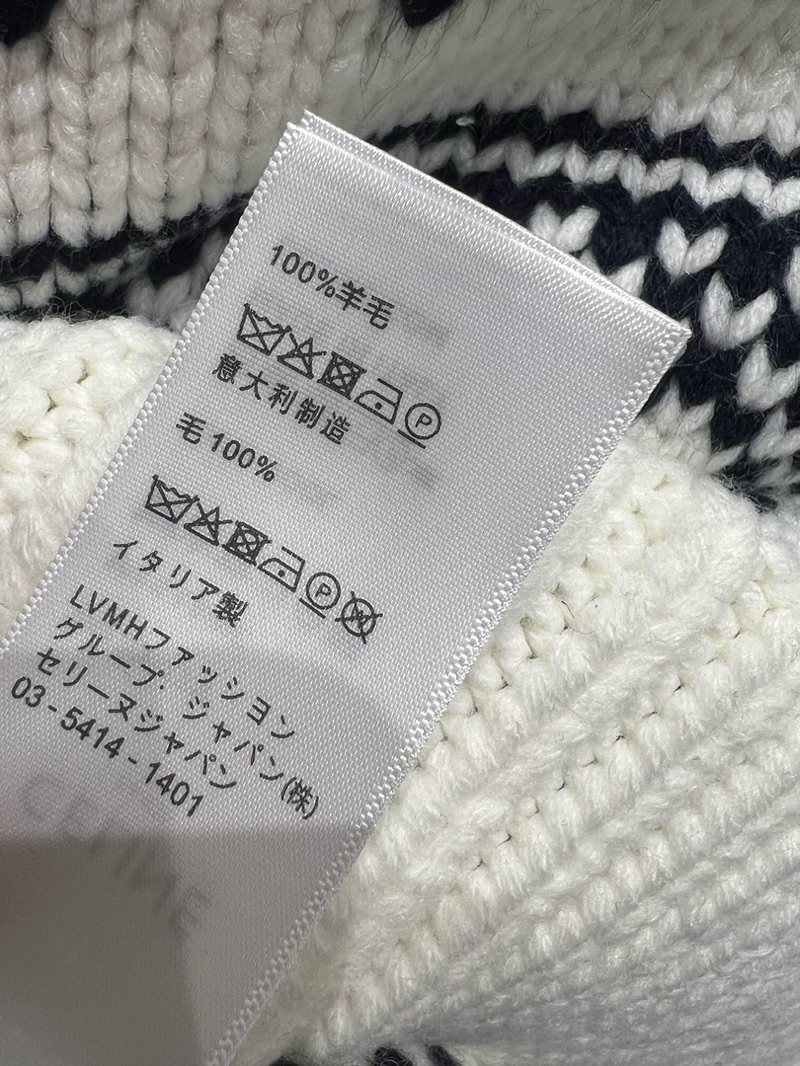 100%羊毛
P
意大利制造
毛 100%
P
イタリア製
LVMHファッション
グループ. ジャパン(株)
セリーヌジャパン
03-5414-1401